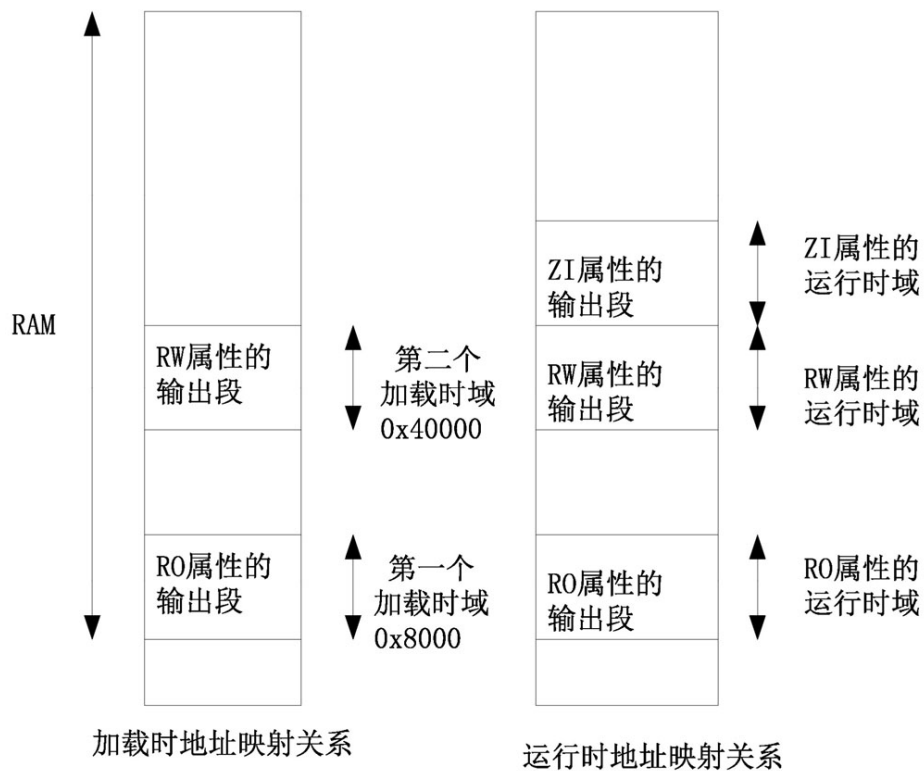 RAM
RW属性的
输出段
第二个
加载时域
0x40000
RO属性的
输出段
第一个
加载时域
0x8000
加载时地址映射关系
ZI属性的
输出段
ZI属性的
运行时域
RW属性的
输出段
RW属性的
运行时域
RO属性的
输出段
RO属性的
运行时域
运行时地址映射关系